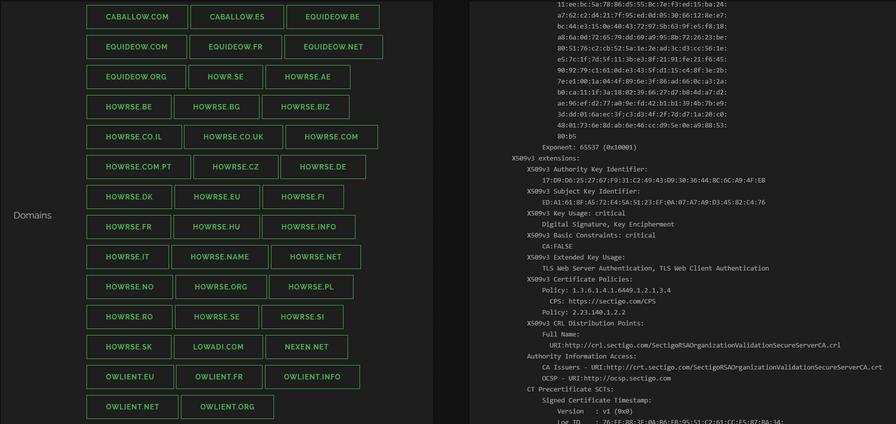 CABALLOW.COM CABALLOW.ES EQUIDEOW.BE
EQUIDEOW.COM EQUIDEOW.FR EQUIDEOW.NET
EQUIDEOW.ORG HOWR.SE HOWRSE.AE
HOWRSE.BE HOWRSE.BG HOWRSE.BIZ
HOWRSE.CO.IL HOWRSE.CO.UK HOWRSE.COM
HOWRSE.COM.PT HOWRSE.CZ HOWRSE.DE
HOWRSE.DK HOWRSE.EU HOWRSE.FI
Domains
HOWRSE.FR HOWRSE.HU HOWRSE.INFO
HOWRSE.IT HOWRSE.NAME HOWRSE.NET
HOWRSE.NO HOWRSE.ORG HOWRSE.PL
HOWRSE.RO HOWRSE.SE HOWRSE.SI
HOWRSE.SK LOWADI.COM NEXEN.NET
OWLIENT.EU OWLIENT.FR OWLIENT.INFO
OWLIENT.NET OWLIENT.ORG
11:ee:bc:5a:78:86:d5:55:8c:7e:f3:ed:15:ba:24:
a7:62:c2:d4:21:7f:95:ed:0d:05:30:66:12:8e:e7:
bc:44:e3:15:0e:40:43:72:97:5b:63:9f:e5:f8:18:
a8:6a:0d:72:65:79:dd:69:a9:95:8b:72:26:23:be:
80:51:76:c2:cb:52:5a:1e:2e:ad:3c:d3:cc:56:1e:
e5:7c:1f:7d:5f:11:3b:e3:8f:21:91:fe:21:f6:45:
90:92:79:c1:61:0d:e3:43:5f:d1:15:c4:8f:3e:2b:
7e:e1:00:1a:04:4f:89:6e:3f:86:ad:66:0c:a3:2a:
b0:ca:11:1f:3a:18:02:39:66:27:d7:b8:4d:a7:d2:
ae:96:ef:d2:77:a0:9e:fd:42:b1:b1:39:4b:7b:e9:
3d:dd:01:6a:ec:3f:c3:d3:4f:2f:7d:d7:1a:20:c0:
48:01:73:6e:8d:ab:6e:46:cc:d9:5e:0e:a9:88:53:
80:b5
Exponent: 65537 (0x10001)
X509v3 extensions:
X509v3 Authority Key Identifier:
17:D9:D6:25:27:67:F9:31:C2:49:43:D9:30:36:44:8C:6C:A9:4F:EB
X509v3 Subject Key Identifier:
ED:A1:61:8F:A5:72:E4:5A:51:23:EF:0A:07:A7:A9:D3:45:82:C4:76
X509v3 Key Usage: critical
Digital Signature, Key Encipherment
X509v3 Basic Constraints: critical
CA:FALSE
X509v3 Extended Key Usage:
TLS Web Server Authentication, TLS Web Client Authentication
X509v3 Certificate Policies:
Policy: 1.3.6.1.4.1.6449.1.2.1.3.4
CPS: https://sectigo.com/CPS
Policy: 2.23.140.1.2.2
X509v3 CRL Distribution Points:
Full Name:
URI:http://crl.sectigo.com/SectigoRSAOrganizationValidationSecureServerCA.crl
Authority Information Access:
CA Issuers - URI:http://crt.sectigo.com/SectigoRSAOrganizationValidationSecureServerCA.crt
OCSP - URI:http://ocsp.sectigo.com
CT Precertificate SCTs:
Signed Certificate Timestamp:
Version : v1 (0x0)
Log ID : 76:FF:88:3F:0A:B6:FB:95:51:C2:61:CC:F5:87:BA:34: